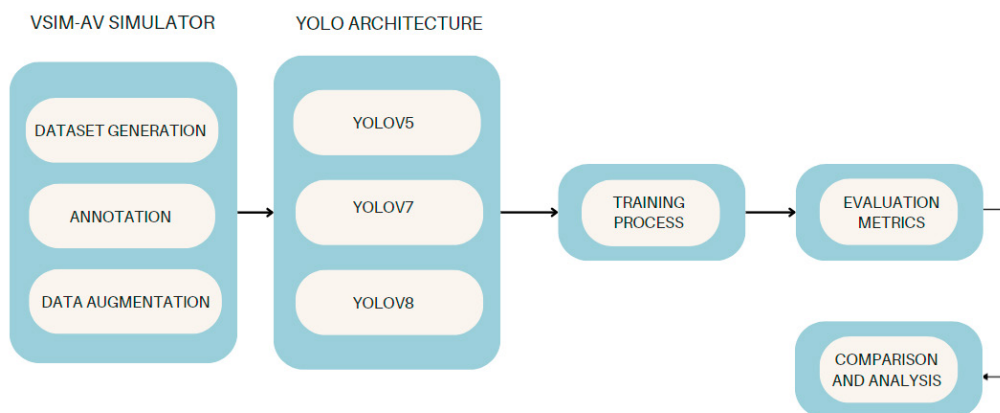 VSIM-AV SIMULATOR
YOLO ARCHITECTURE
DATASET GENERATION
ANNOTATION
DATA AUGMENTATION
YOLOV5
YOLOV7
YOLOV8
TRAINING
PROCESS
EVALUATION
METRICS
COMPARISON
AND ANALYSIS